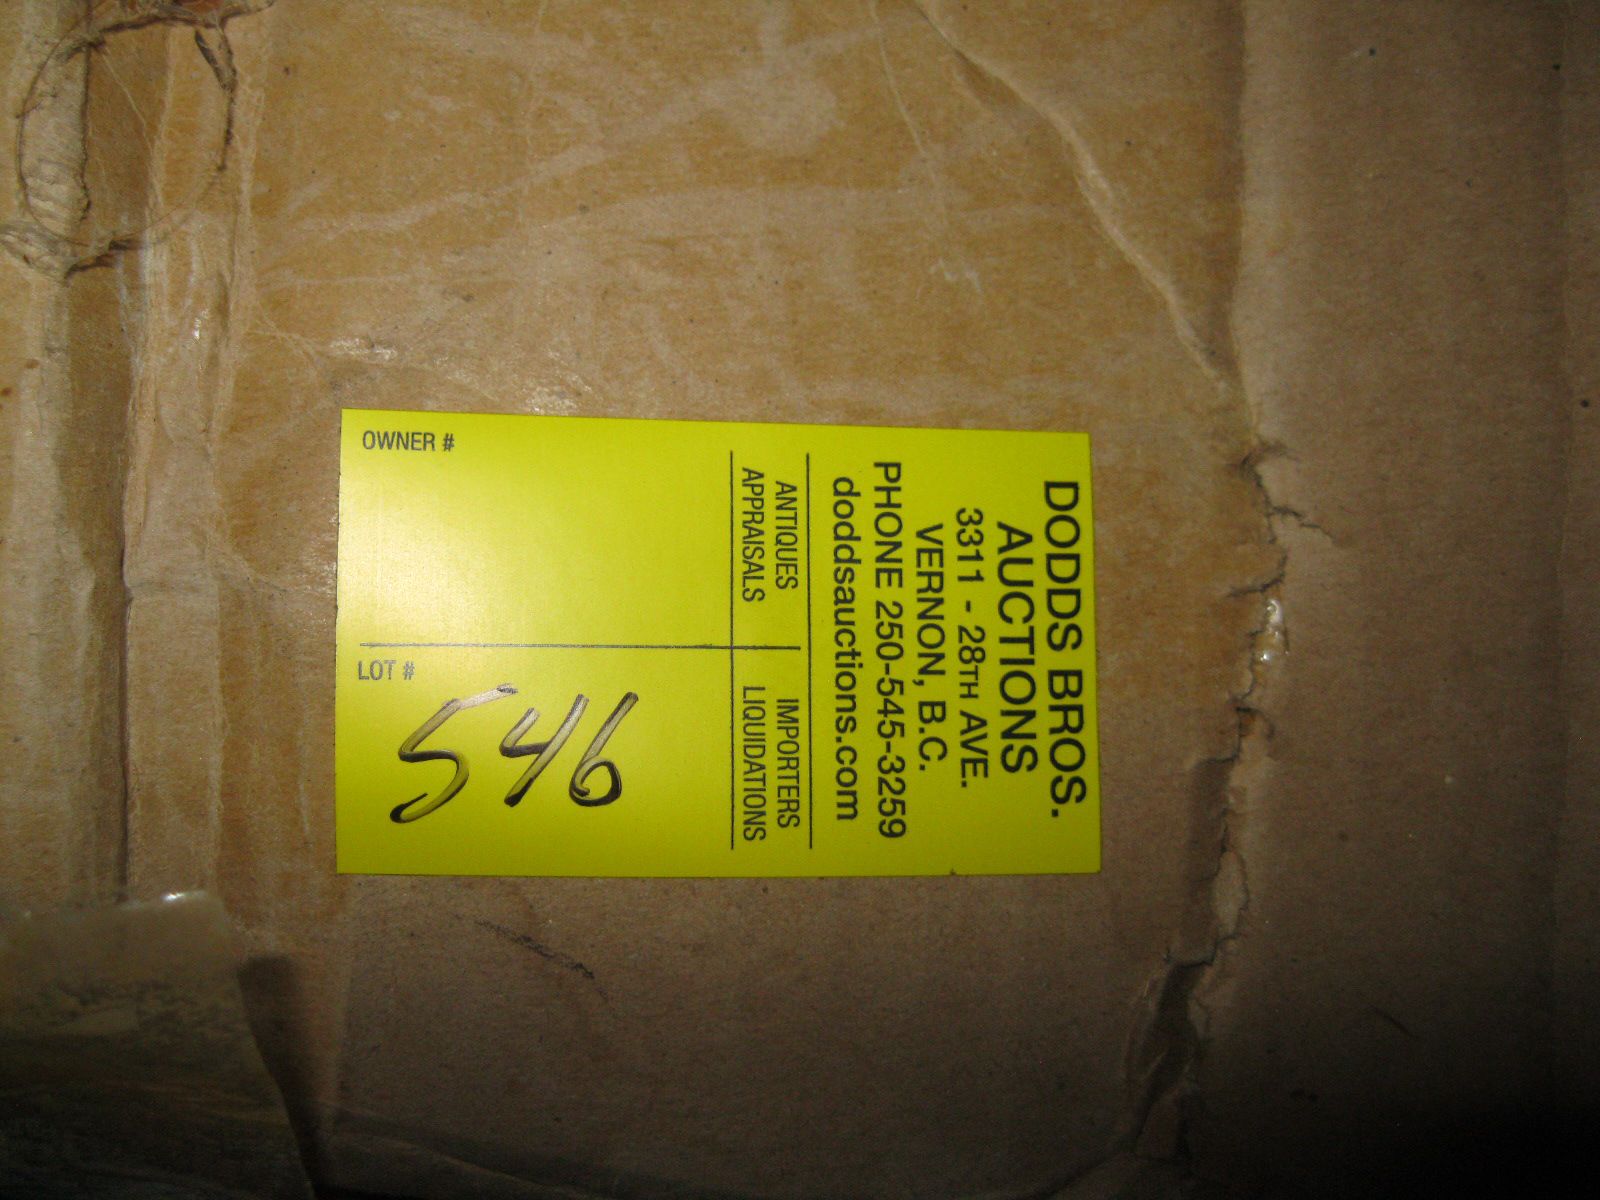 DODDS BROS.
AUCTIONS
3311 - 28TH AVE.
VERNON, B.C.
PHONE 250-545-3259
doddsauctions.com
ANTIQUES
APPRAISALS
IMPORTERS
LIQUIDATIONS
OWNER #
LOT #
546